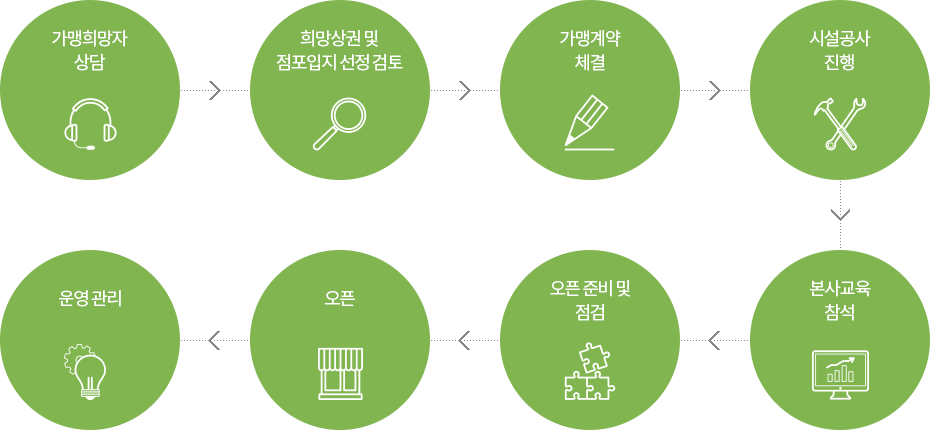 가맹희망자
상담
희망상권 및
점포입지 선정 검토
가맹계약
체결
시설공사
진행
본사교육
참석
오픈 준비 및
점검
오픈
운영 관리